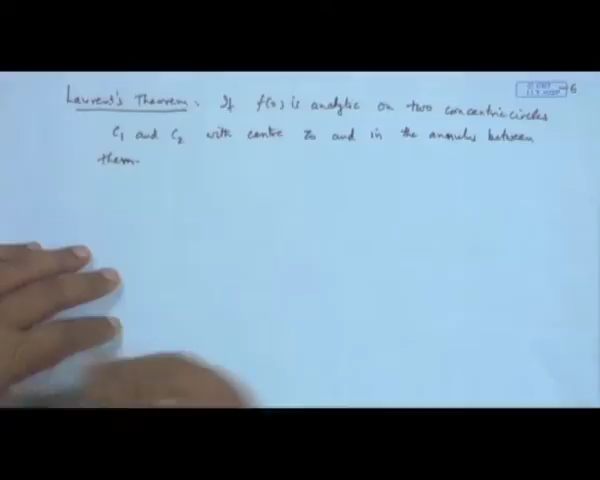 Laurent's Theorem. If f(z) is analytic on two concentric circles
C1 and C2 with centre z0 and in the annulus between
them.